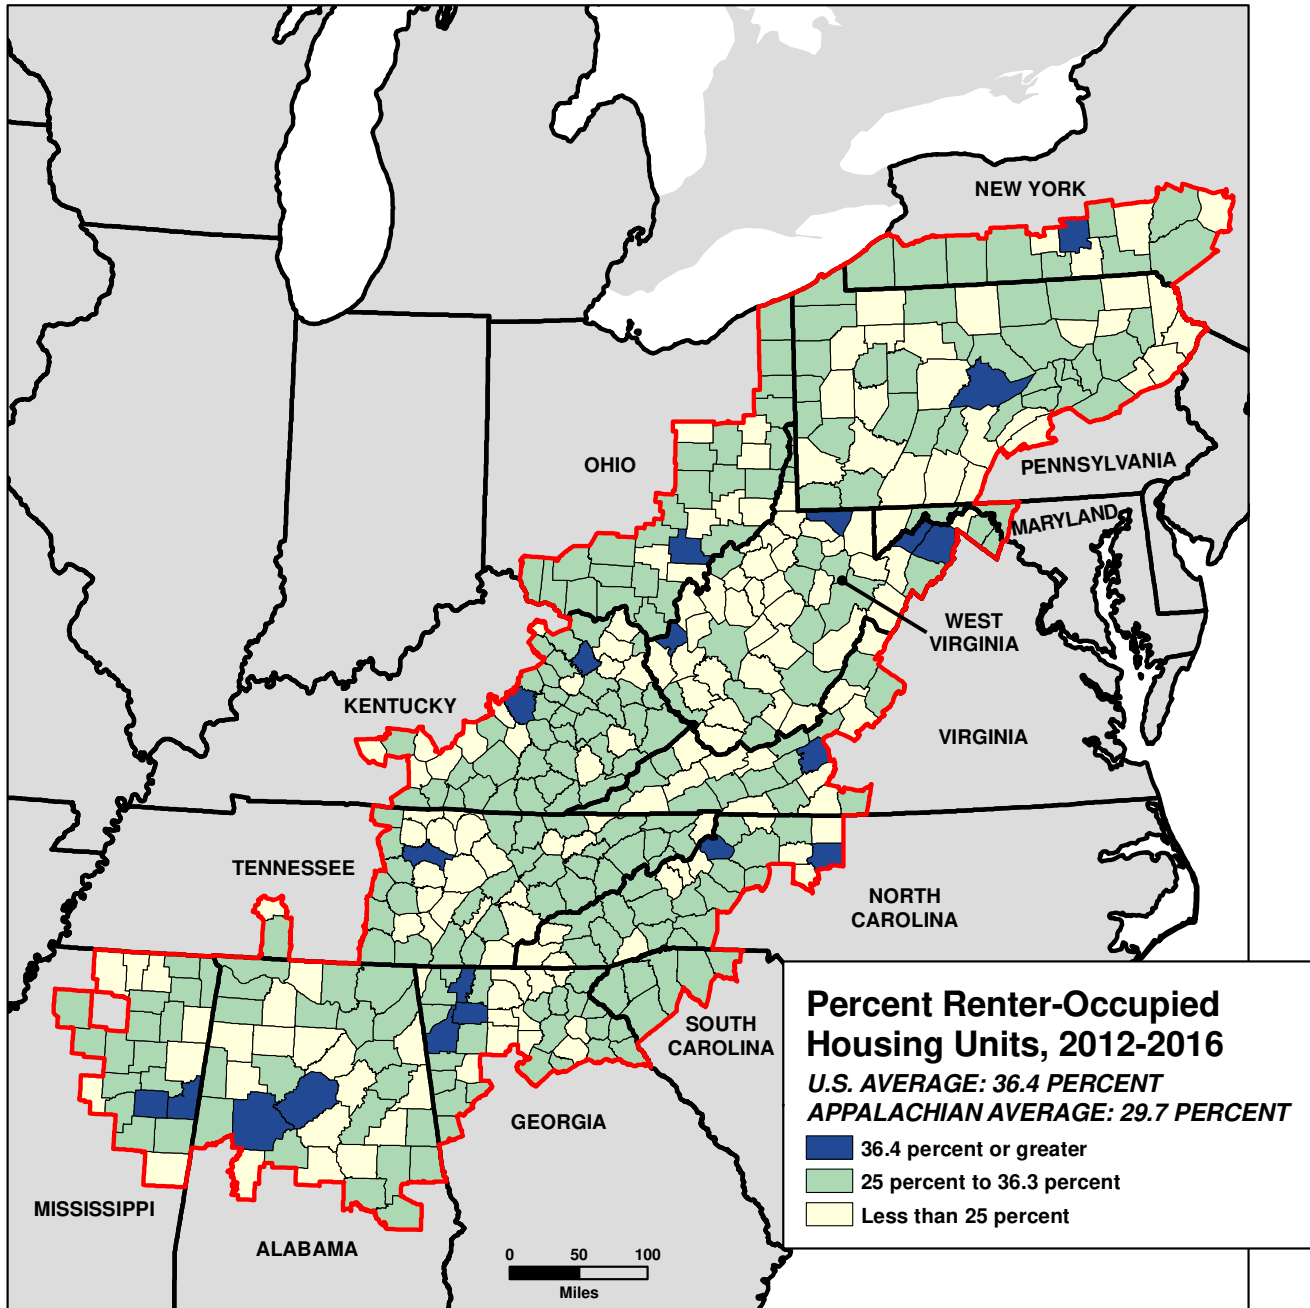 NEW YORK
OHIO
PENNSYLVANIA
MARYLAND
WEST
VIRGINIA
KENTUCKY
VIRGINIA
TENNESSEE
NORTH
CAROLINA
SOUTH
CAROLINA
GEORGIA
MISSISSIPPI
ALABAMA
Percent Renter-Occupied
Housing Units, 2012-2016
U.S. AVERAGE: 36.4 PERCENT
APPALACHIAN AVERAGE: 29.7 PERCENT
36.4 percent or greater
25 percent to 36.3 percent
Less than 25 percent
0 50 100
Miles